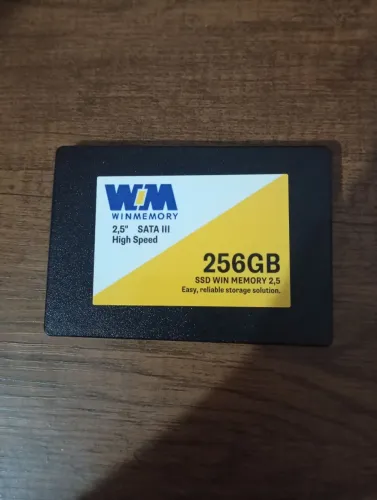 WM
WINMEMORY
2,5" SATA III
High Speed
256GB
SSD WIN MEMORY 2,5
Easy, reliable storage solution.